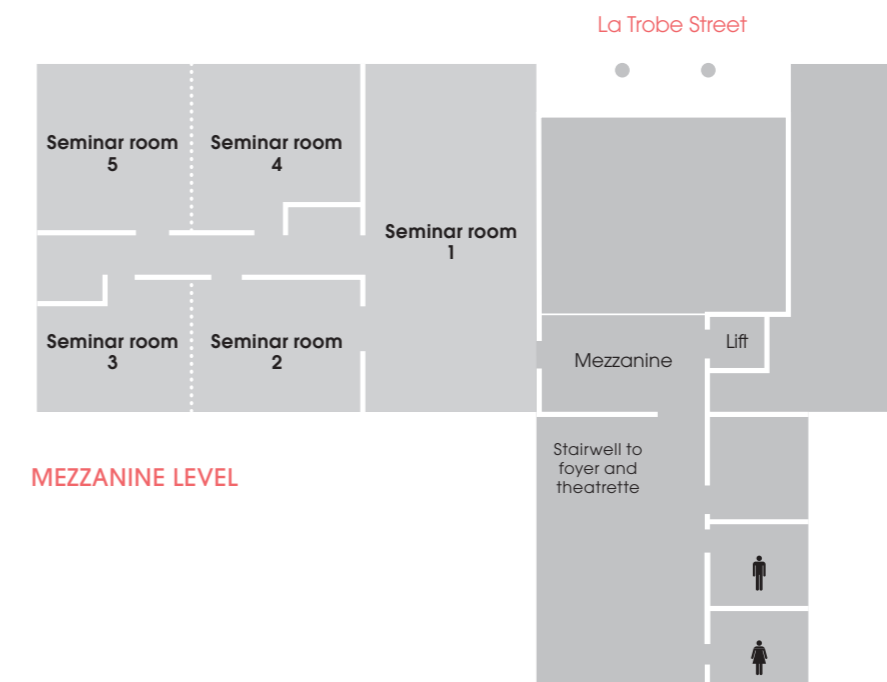 La Trobe Street
Seminar room
5
Seminar room
4
Seminar room
1
Seminar room
3
Seminar room
2
Mezzanine
Lift
Stairwell to
foyer and
theatrette
MEZZANINE LEVEL